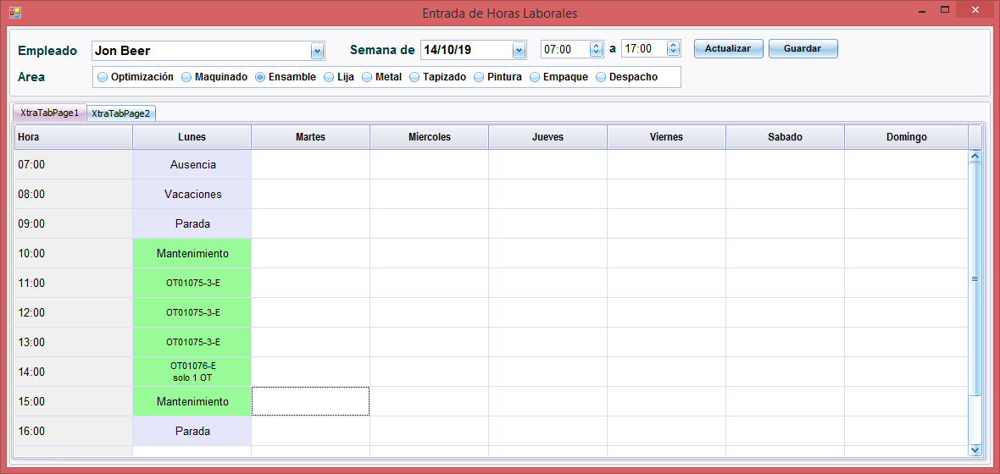 Entrada de Horas Laborales
Empleado Jon Beer Semana de 14/10/19 07:00 a 17:00 Actualizar Guardar
Area Optimización Maquinado Ensamble Lija Metal Tapizado Pintura Empaque Despacho
XtraTabPage1 XtraTabPage2
Hora Lunes Martes Miercoles Jueves Viernes Sabado Domingo
07:00 Ausencia
08:00 Vacaciones
09:00 Parada
10:00 Mantenimiento
11:00 OT01075-3-E
12:00 OT01075-3-E
13:00 OT01075-3-E
14:00 OT01076-E
solo 1 OT
15:00 Mantenimiento
16:00 Parada